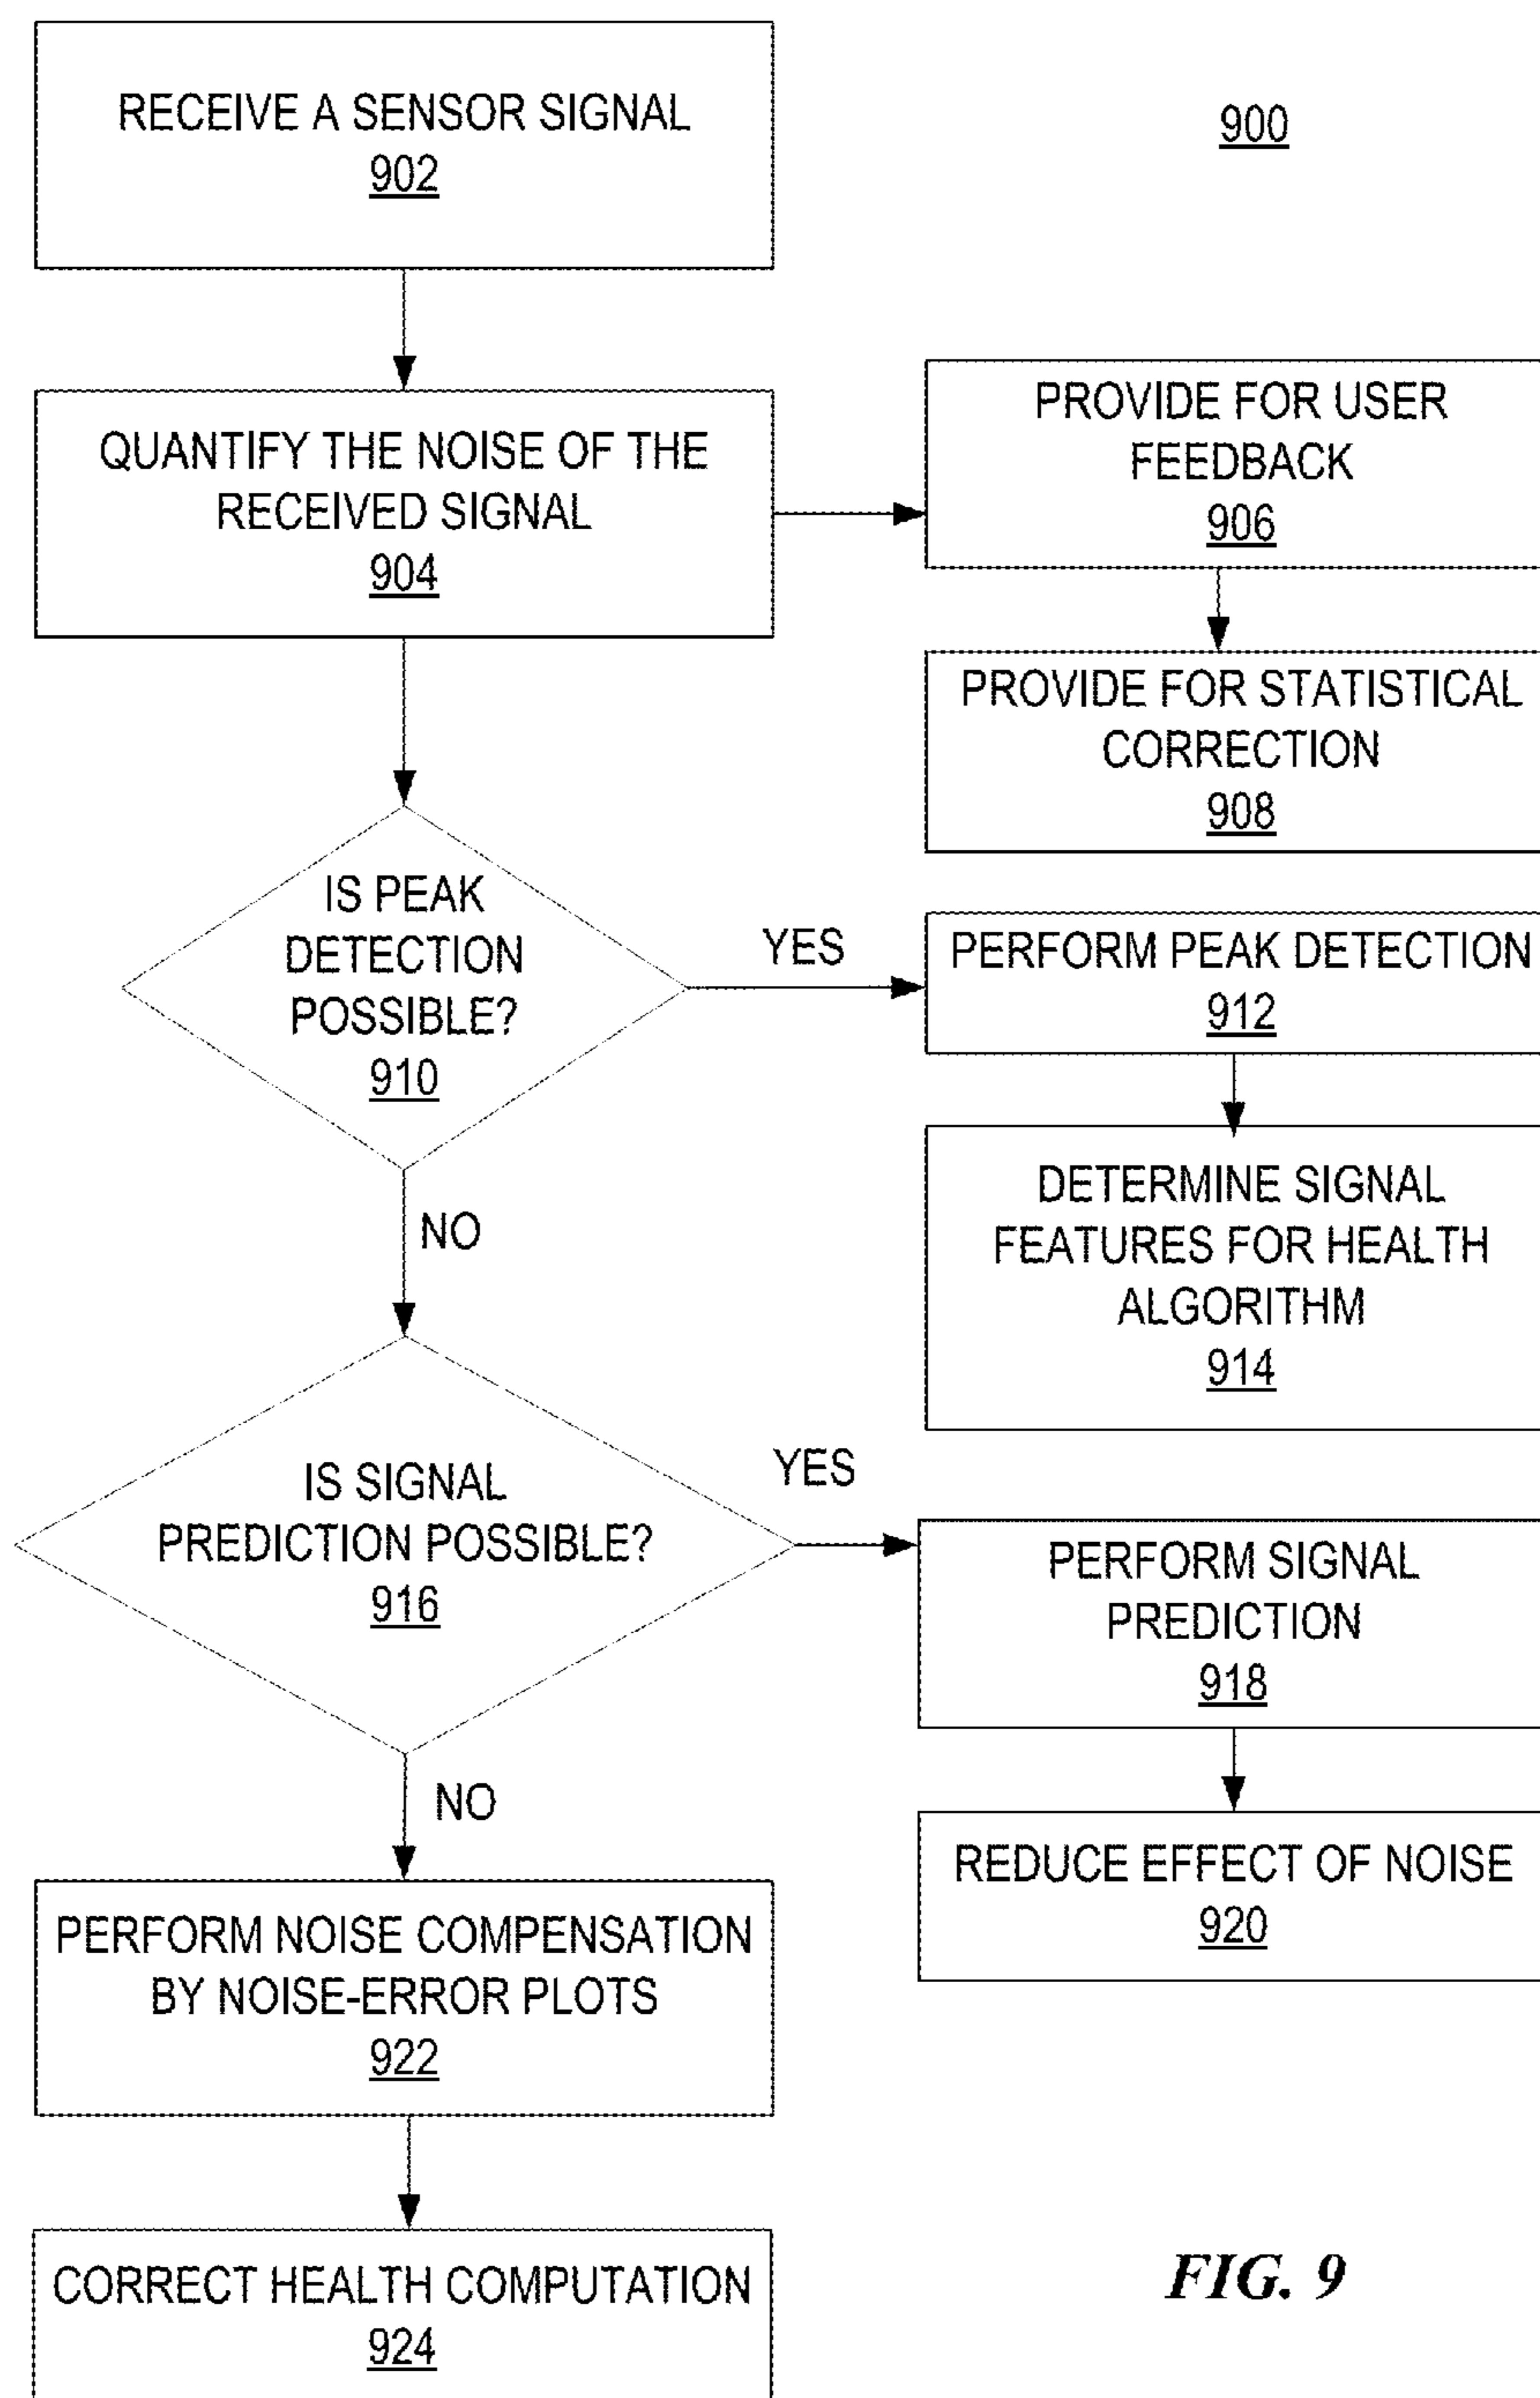 RECEIVE A SENSOR SIGNAL
902
900
QUANTIFY THE NOISE OF THE
RECEIVED SIGNAL
904
PROVIDE FOR USER
FEEDBACK
906
PROVIDE FOR STATISTICAL
CORRECTION
908
IS PEAK
DETECTION
POSSIBLE?
910
YES
PERFORM PEAK DETECTION
912
DETERMINE SIGNAL
FEATURES FOR HEALTH
ALGORITHM
914
NO
IS SIGNAL
PREDICTION POSSIBLE?
916
YES
PERFORM SIGNAL
PREDICTION
918
REDUCE EFFECT OF NOISE
920
NO
PERFORM NOISE COMPENSATION
BY NOISE-ERROR PLOTS
922
CORRECT HEALTH COMPUTATION
924
FIG. 9